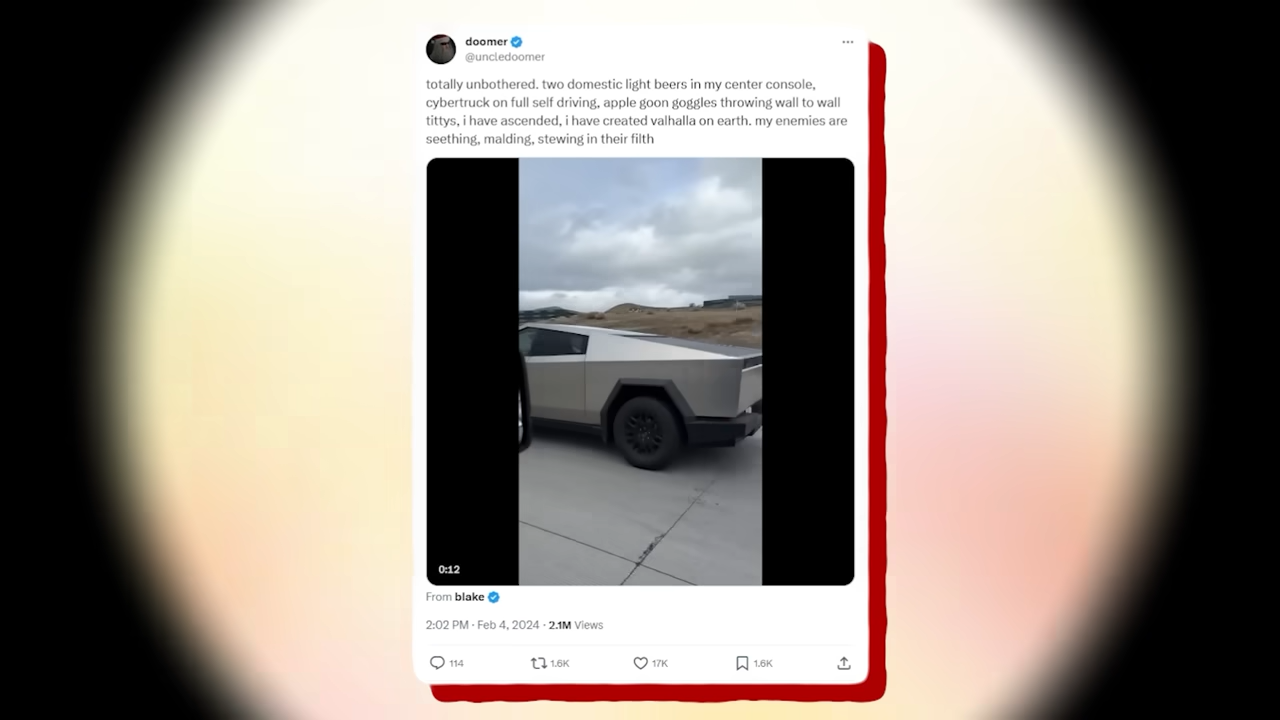 doomer
@uncledoomer
totally unbothered. two domestic light beers in my center console,
cybertruck on full self driving, apple goon goggles throwing wall to wall
tittys, i have ascended, i have created valhalla on earth. my enemies are
seething, malding, stewing in their filth
0:12
From blake
2:02 PM · Feb 4, 2024 · 2.1M Views
114 1.6K 17K 1.6K